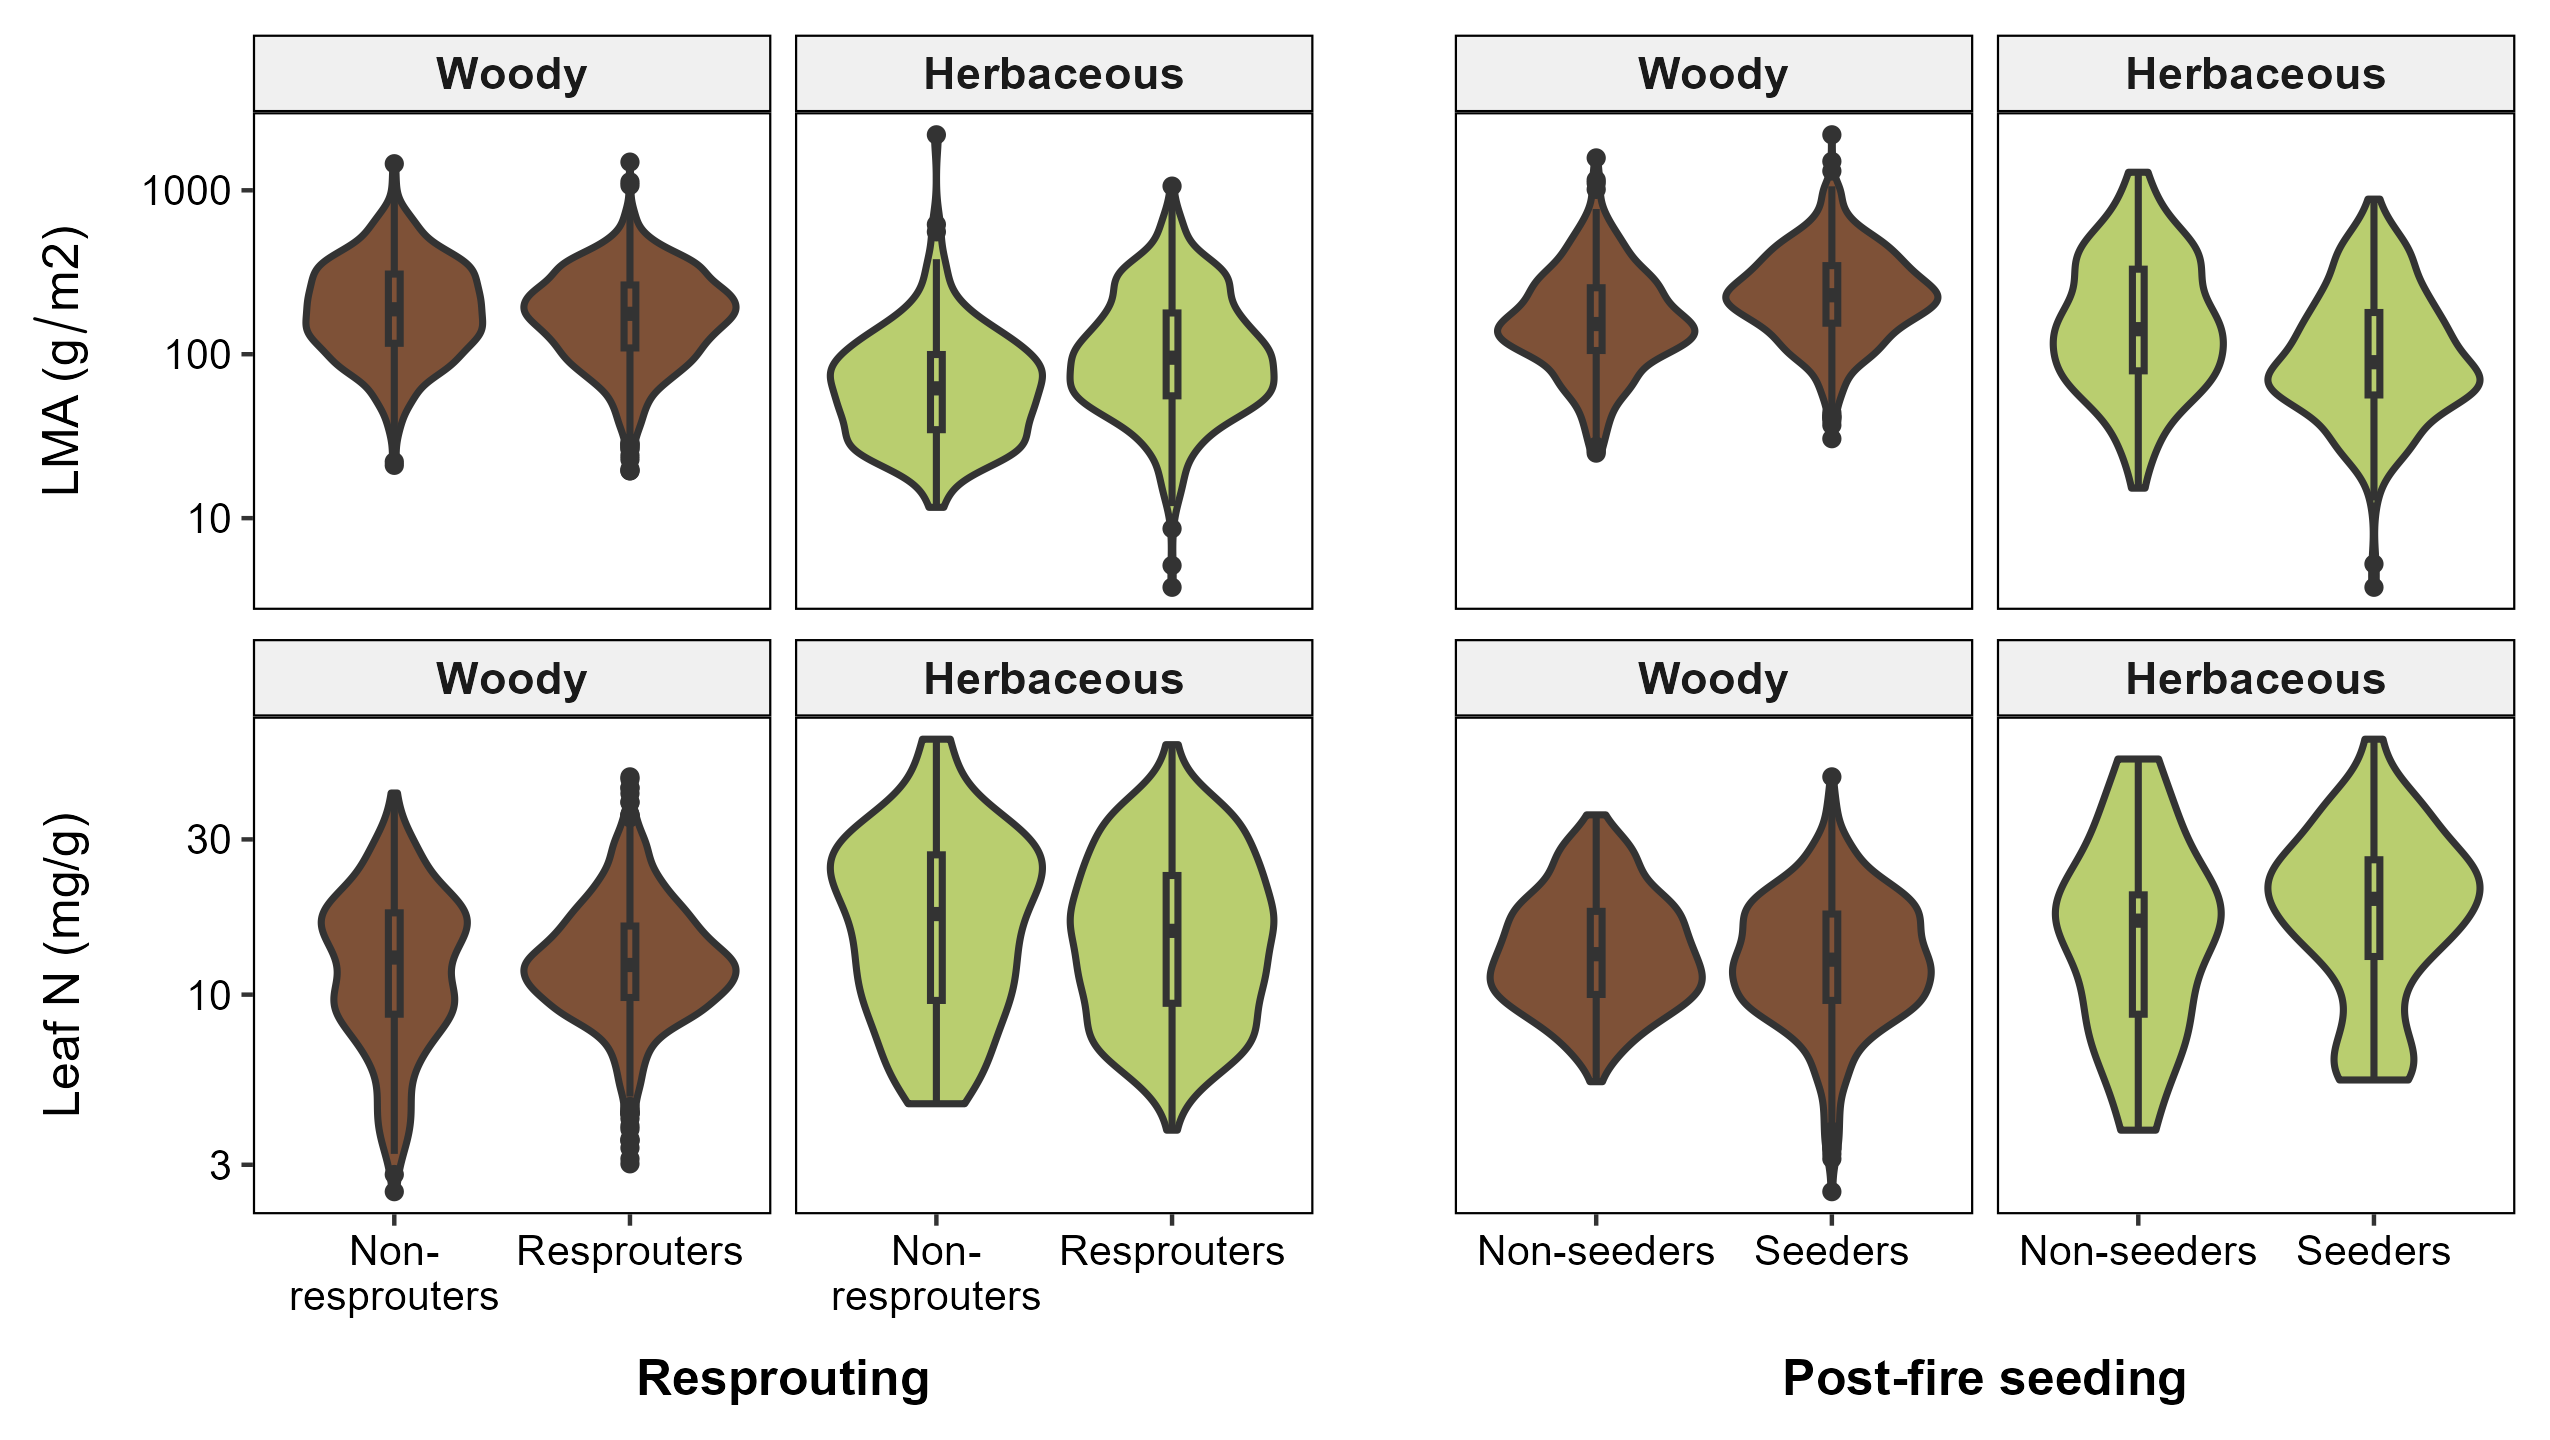 Woody
Herbaceous
Woody
Herbaceous
LMA (g/m2)
1000
100
10
Woody
Herbaceous
Woody
Herbaceous
Leaf N (mg/g)
30
10
3
Non-
resprouters
Resprouters
Non-
resprouters
Resprouters
Non-seeders
Seeders
Non-seeders
Seeders
Resprouting
Post-fire seeding